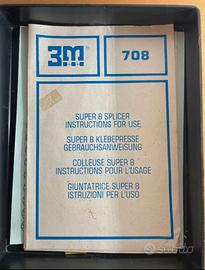 3m
708
SUPER 8 SPLICER
INSTRUCTIONS FOR USE
SUPER 8 KLEBEPRESSE
GEBRAUCHSANWEISUNG
COLLEUSE SUPER 8
INSTRUCTIONS POUR L'USAGE
GIUNTATRICE SUPER 8
ISTRUZIONI PER L'USO
subito